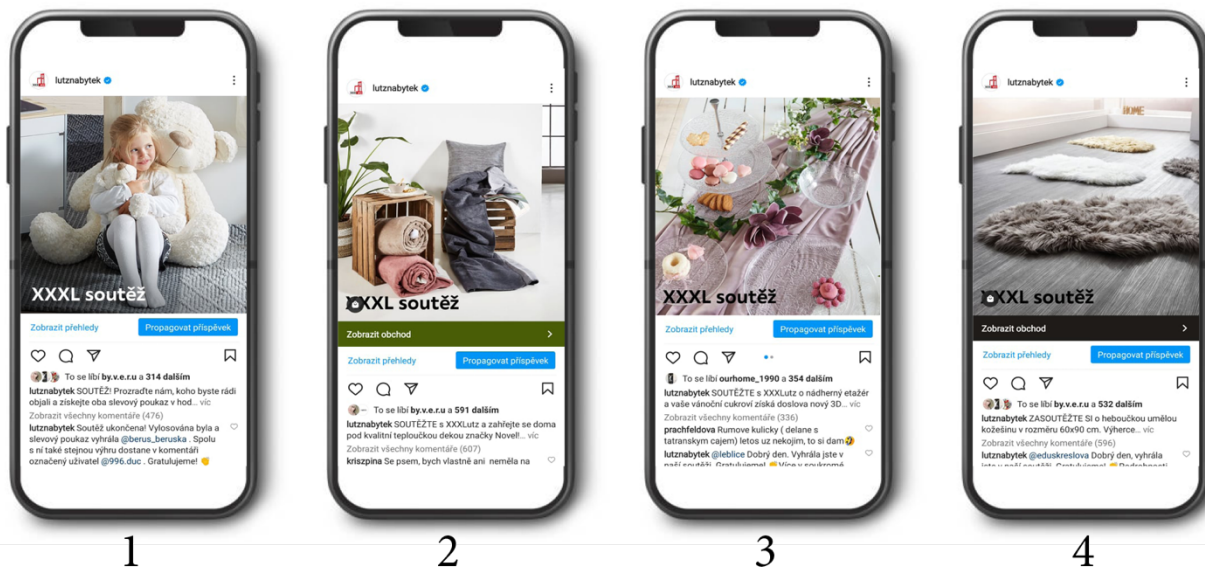 lutznabytek
XXXL soutěž
Zobrazit přehledy
Propagovat příspěvek
To se líbí by.v.e.r.u a 314 dalším
lutznabytek SOUTĚŽ! Prozraďte nám, koho byste rádi
objali a získejte oba slevový poukaz v hod... víc
Zobrazit všechny komentáře (476)
lutznabytek Soutěž ukončena! Vylosována byla a
slevový poukaz vyhrála @berus_beruska . Spolu
s ní také stejnou výhru dostane v komentáři
označený uživatel @996.duc . Gratulujeme! 👏
1
lutznabytek
XXXL soutěž
Zobrazit obchod
Zobrazit přehledy
Propagovat příspěvek
To se líbí by.v.e.r.u a 591 dalším
lutznabytek SOUTĚŽTE s XXXLutz a zahřejte se doma
pod kvalitní teploučkou dekou značky Novel!... víc
Zobrazit všechny komentáře (607)
kriszpina Se psem, bych vlastně ani neměla na
2
lutznabytek
XXXL soutěž
Zobrazit přehledy
Propagovat příspěvek
To se líbí ourhome_1990 a 354 dalším
lutznabytek SOUTĚŽTE s XXXLutz o nádherný etažér
a vaše vánoční cukroví získá doslova nový 3D... víc
Zobrazit všechny komentáře (336)
prachfeldova Rumove kulicky ( delane s
tatranskym cajem) letos uz nekojim, to si dam🤣
lutznabytek @leblice Dobrý den. Vyhrála jste v
naší soutěži. Gratulujeme! 👏Více v soukromé
3
lutznabytek
HOME
XXXL soutěž
Zobrazit obchod
Zobrazit přehledy
Propagovat příspěvek
To se líbí by.v.e.r.u a 532 dalším
lutznabytek ZASOUTĚŽTE SI o heboučkou umělou
kožešinu v rozměru 60x90 cm. Výherce... víc
Zobrazit všechny komentáře (596)
lutznabytek @eduskreslova Dobrý den, vyhrála
jste v naší soutěži. Gratulujeme! 👏Podrobnosti
4